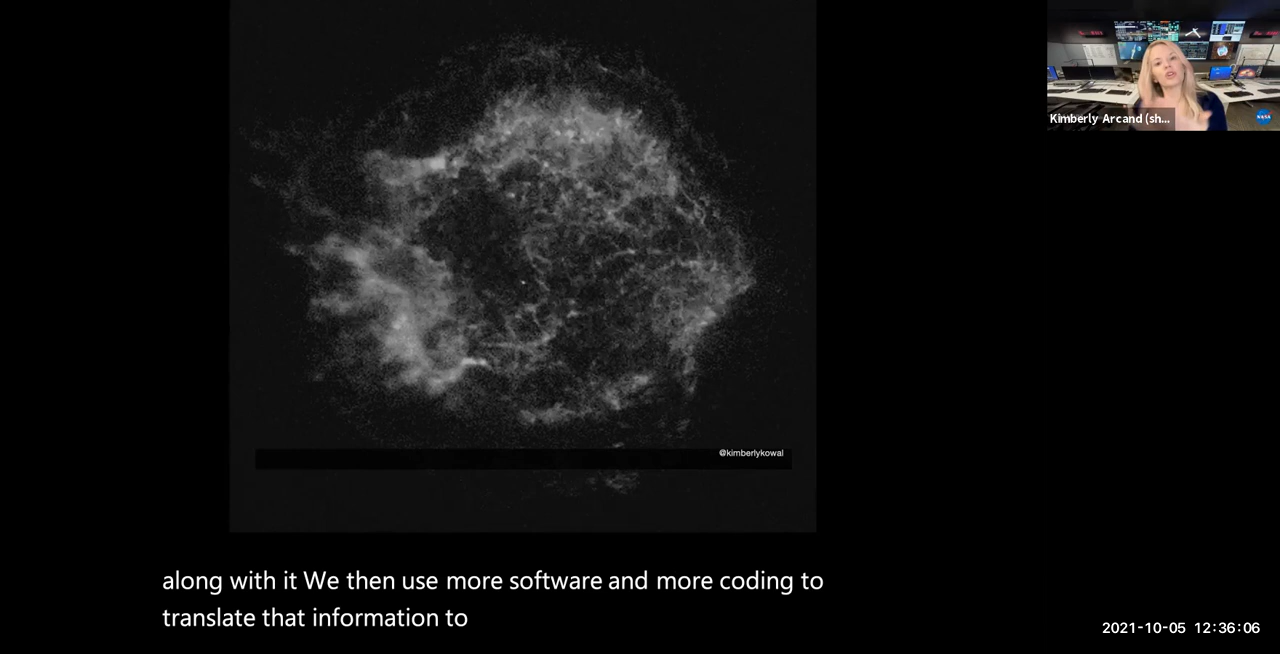 Kimberly Arcand (sh...
NASA
@kimberlykowal
along with it We then use more software and more coding to
translate that information to
2021-10-05 12:36:06